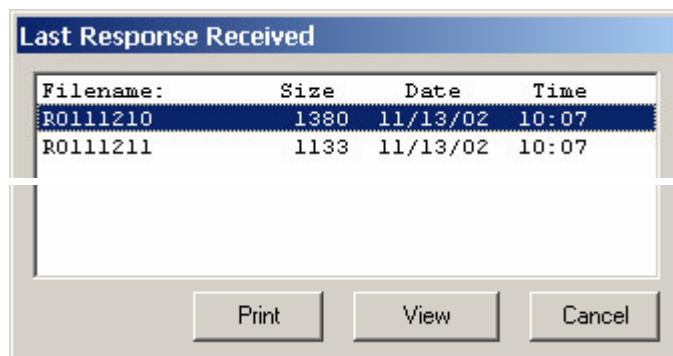 Last Response Received
Filename: Size Date Time
R0111210 1380 11/13/02 10:07
R0111211 1133 11/13/02 10:07
Print View Cancel